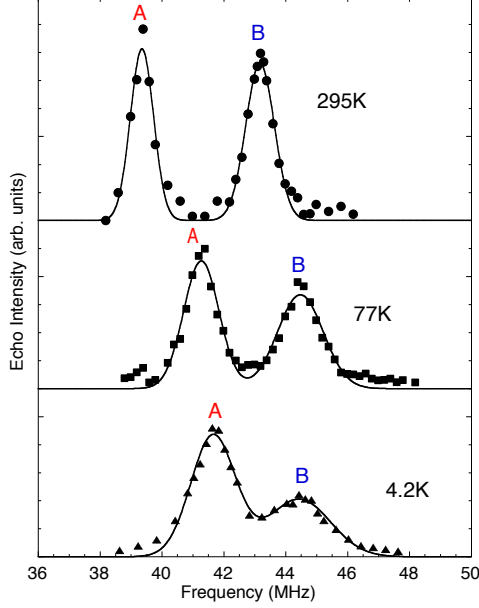 A
B
295K
A
B
77K
A
B
4.2K
Echo Intensity (arb. units)
36 38 40 42 44 46 48 50
Frequency (MHz)